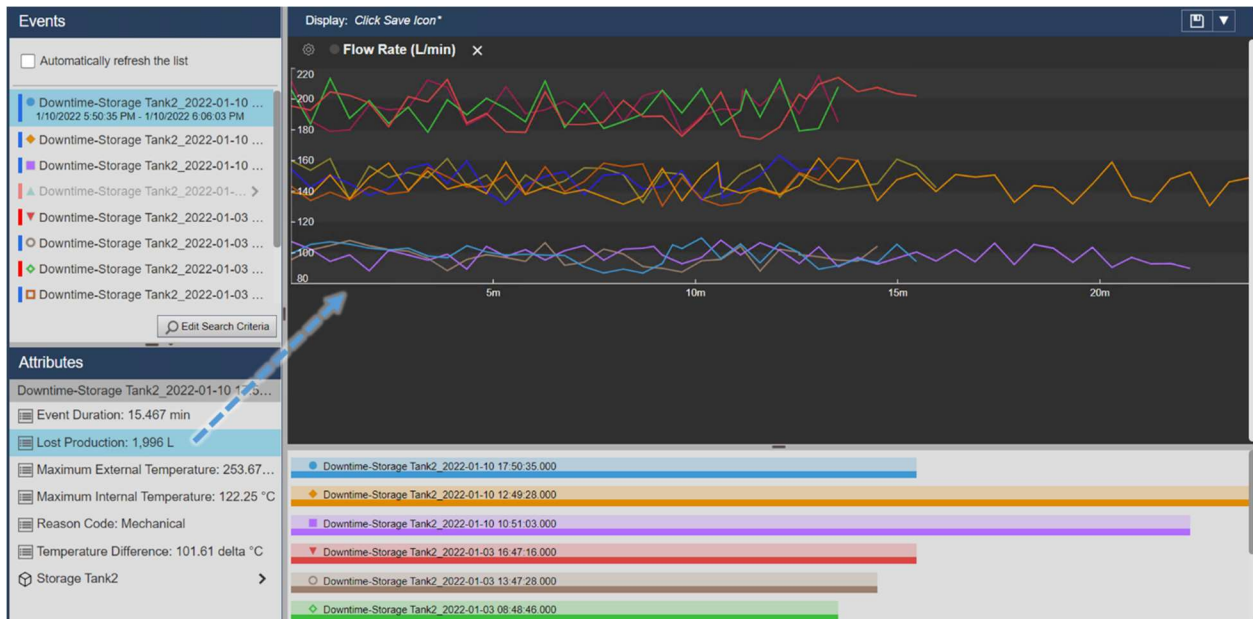 Events
Automatically refresh the list
Downtime-Storage Tank2_2022-01-10 ...
1/10/2022 5:50:35 PM - 1/10/2022 6:06:03 PM
Downtime-Storage Tank2_2022-01-10 ...
Downtime-Storage Tank2_2022-01-10 ...
Downtime-Storage Tank2_2022-01-...
Downtime-Storage Tank2_2022-01-03 ...
Downtime-Storage Tank2_2022-01-03 ...
Downtime-Storage Tank2_2022-01-03 ...
Downtime-Storage Tank2_2022-01-03 ...
Edit Search Criteria
Attributes
Downtime-Storage Tank2_2022-01-10 17:5...
Event Duration: 15.467 min
Lost Production: 1,996 L
Maximum External Temperature: 253.67...
Maximum Internal Temperature: 122.25 °C
Reason Code: Mechanical
Temperature Difference: 101.61 delta °C
Storage Tank2
Display: Click Save Icon*
Flow Rate (L/min)
220
200
180
160
140
120
100
80
5m 10m 15m 20m
Downtime-Storage Tank2_2022-01-10 17:50:35.000
Downtime-Storage Tank2_2022-01-10 12:49:28.000
Downtime-Storage Tank2_2022-01-10 10:51:03.000
Downtime-Storage Tank2_2022-01-03 16:47:16.000
Downtime-Storage Tank2_2022-01-03 13:47:28.000
Downtime-Storage Tank2_2022-01-03 08:48:46.000